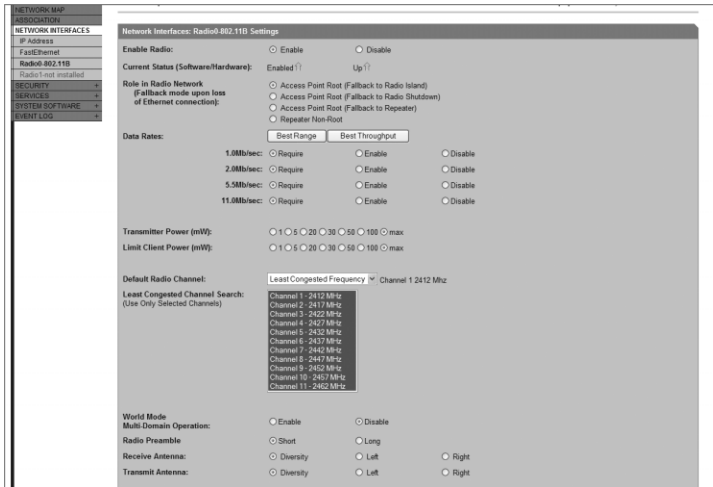 NETWORK MAP
ASSOCIATION
NETWORK INTERFACES
IP Address
FastEthernet
Radio0-802.11B
Radio1-not installed
SECURITY +
SERVICES +
SYSTEM SOFTWARE +
EVENT LOG +
Network Interfaces: Radio0-802.11B Settings
Enable Radio: Enable Disable
Current Status (Software/Hardware): Enabled Up
Role in Radio Network
(Fallback mode upon loss
of Ethernet connection):
Access Point Root (Fallback to Radio Island)
Access Point Root (Fallback to Radio Shutdown)
Access Point Root (Fallback to Repeater)
Repeater Non-Root
Data Rates: Best Range Best Throughput
1.0Mb/sec: Require Enable Disable
2.0Mb/sec: Require Enable Disable
5.5Mb/sec: Require Enable Disable
11.0Mb/sec: Require Enable Disable
Transmitter Power (mW): 1 5 20 30 50 100 max
Limit Client Power (mW): 1 5 20 30 50 100 max
Default Radio Channel: Least Congested Frequency Channel 1 2412 Mhz
Least Congested Channel Search:
(Use Only Selected Channels)
Channel 1 - 2412 MHz
Channel 2 - 2417 MHz
Channel 3 - 2422 MHz
Channel 4 - 2427 MHz
Channel 5 - 2432 MHz
Channel 6 - 2437 MHz
Channel 7 - 2442 MHz
Channel 8 - 2447 MHz
Channel 9 - 2452 MHz
Channel 10 - 2457 MHz
Channel 11 - 2462 MHz
World Mode
Multi-Domain Operation: Enable Disable
Radio Preamble Short Long
Receive Antenna: Diversity Left Right
Transmit Antenna: Diversity Left Right